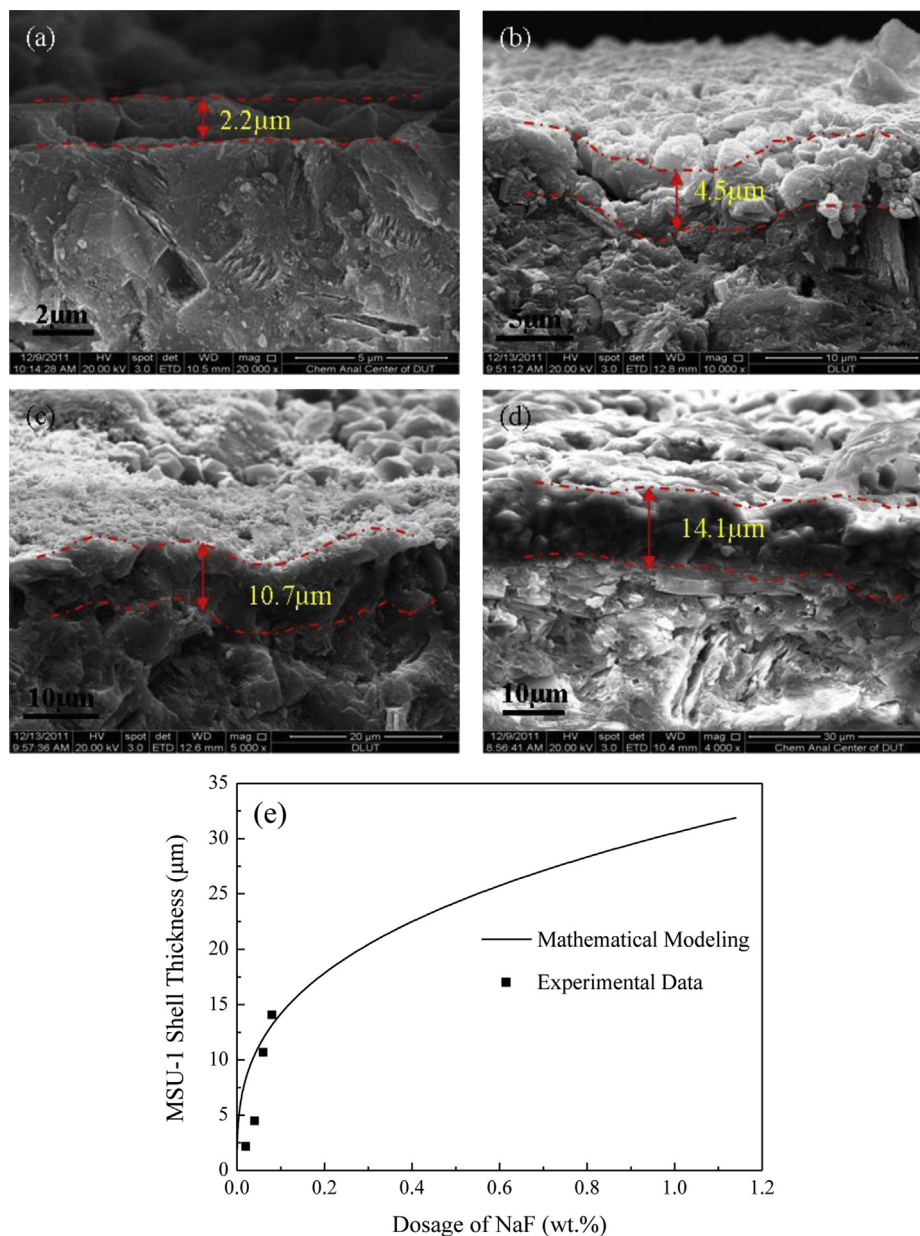 (a)
2.2μm
2μm
12/9/2011 HV spot det WD mag 5 μm
10:14:28 AM 20.00 kV 3.0 ETD 10.5 mm 20 000 x Chem Anal Center of DUT
(b)
4.5μm
5μm
12/13/2011 HV spot det WD mag 10 μm
9:51:12 AM 20.00 kV 3.0 ETD 12.8 mm 10 000 x DLUT
(c)
10.7μm
10μm
12/13/2011 HV spot det WD mag 20 μm
9:57:36 AM 20.00 kV 3.0 ETD 12.6 mm 5 000 x DLUT
(d)
14.1μm
10μm
12/9/2011 HV spot det WD mag 30 μm
8:56:41 AM 20.00 kV 3.0 ETD 10.4 mm 4 000 x Chem Anal Center of DUT
(e)
MSU-1 Shell Thickness (μm)
35
30
25
20
15
10
5
0
Mathematical Modeling
Experimental Data
0.0 0.2 0.4 0.6 0.8 1.0 1.2
Dosage of NaF (wt.%)